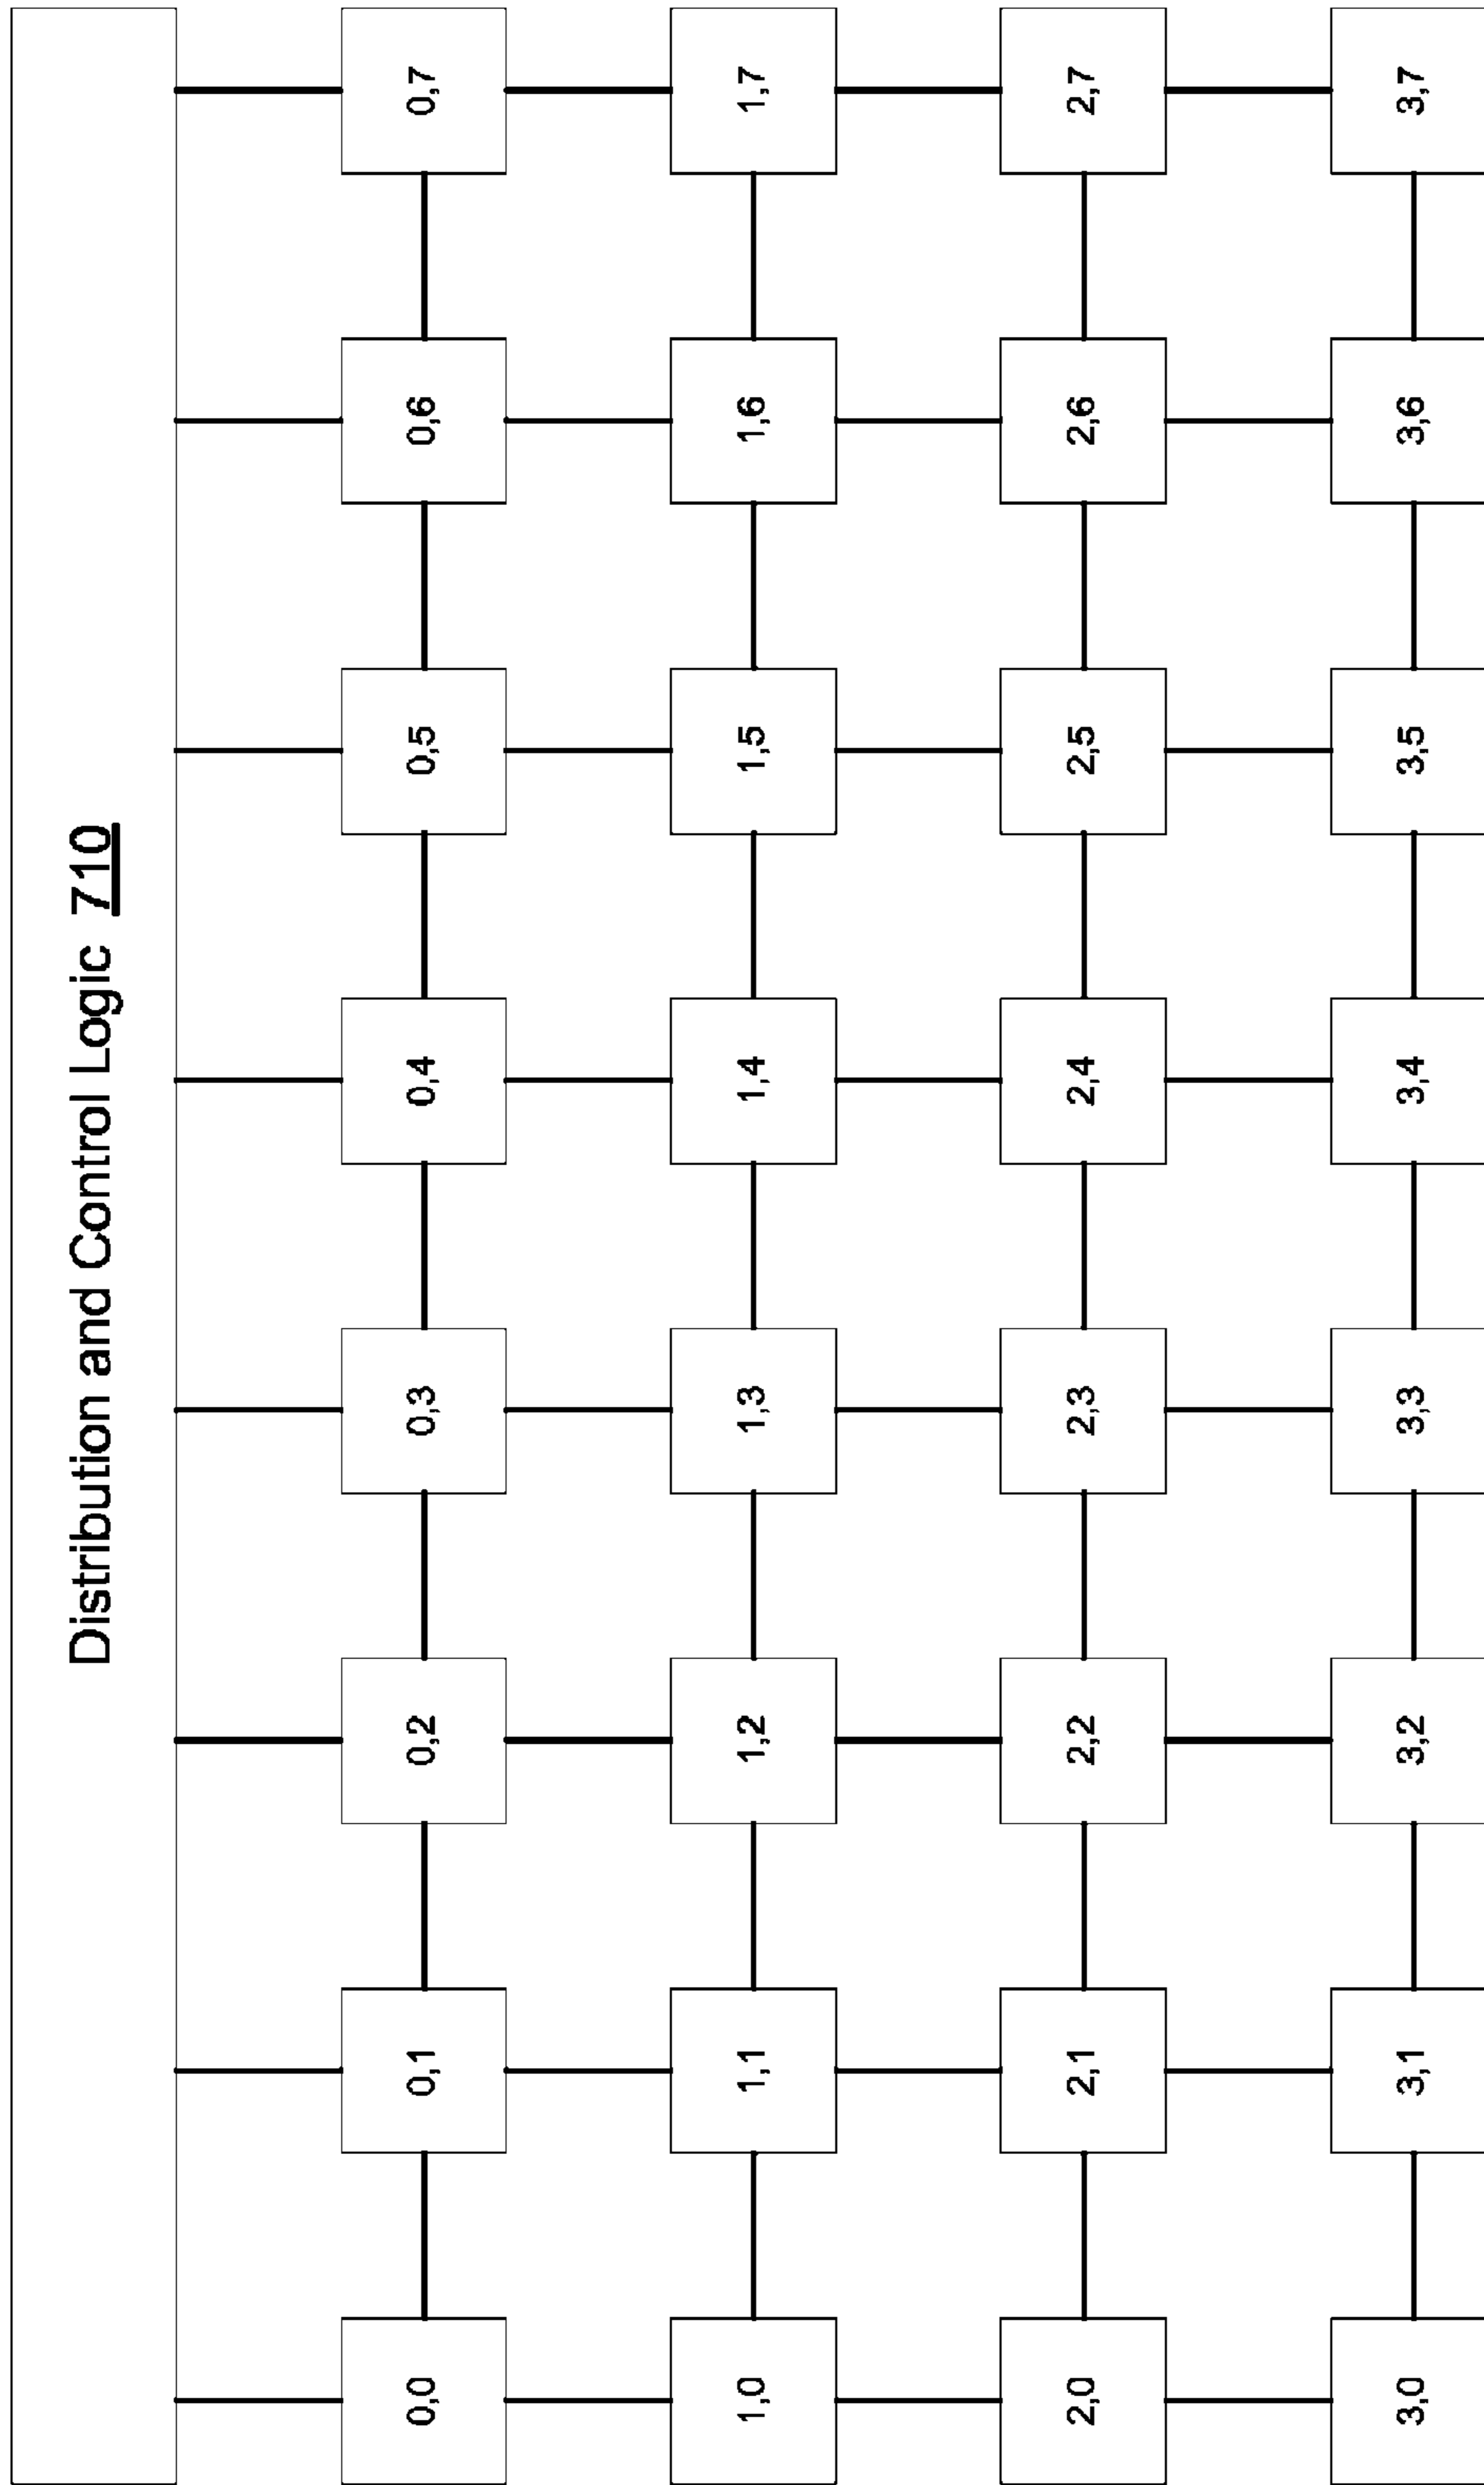 Distribution and Control Logic 710
0,0 0,1 0,2 0,3 0,4 0,5 0,6 0,7
1,0 1,1 1,2 1,3 1,4 1,5 1,6 1,7
2,0 2,1 2,2 2,3 2,4 2,5 2,6 2,7
3,0 3,1 3,2 3,3 3,4 3,5 3,6 3,7